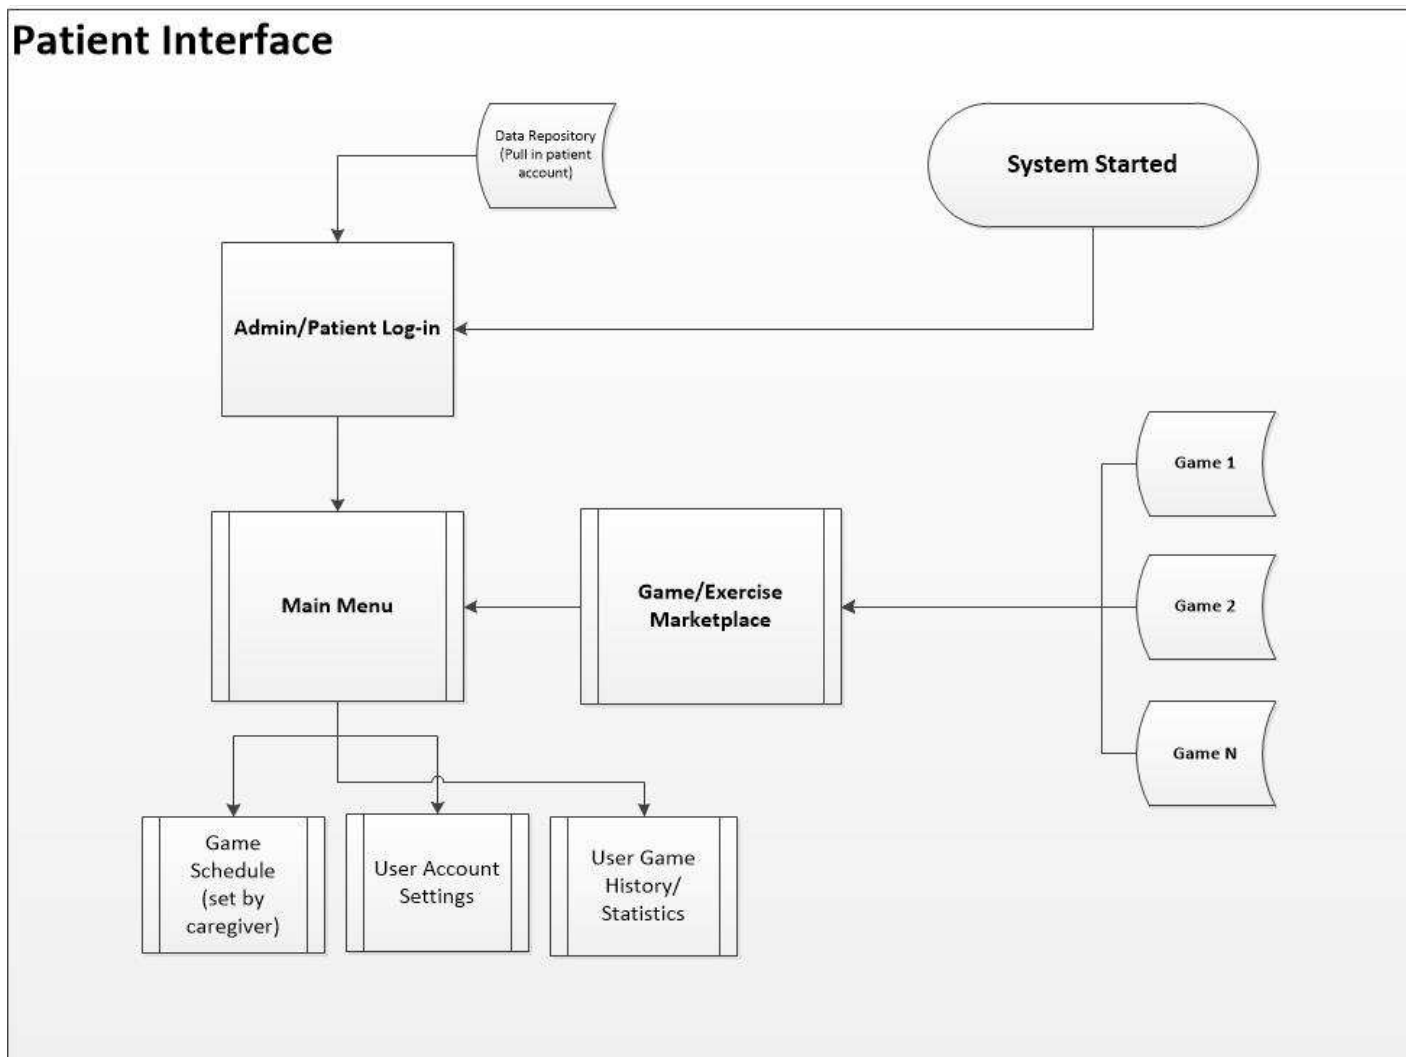 Patient Interface
Data Repository
(Pull in patient
account)
System Started
Admin/Patient Log-in
Game 1
Main Menu
Game/Exercise
Marketplace
Game 2
Game N
Game
Schedule
(set by
caregiver)
User Account
Settings
User Game
History/
Statistics